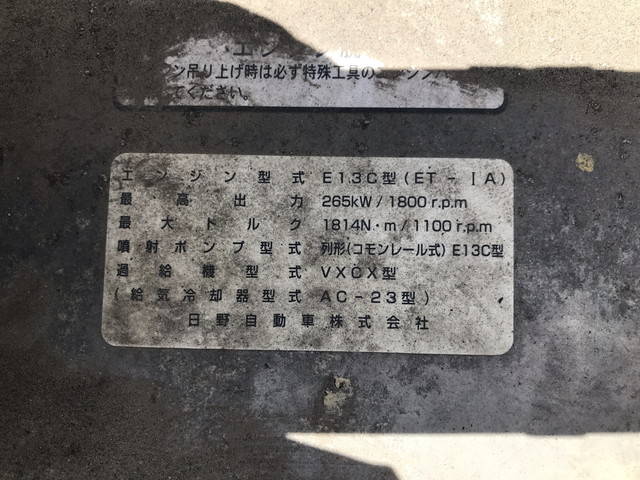 エンジン
ン吊り上げ時は必ず特殊工具の
てください。
エンジン型式 E13C型(ET-IA)
最高出力 265kW/1800r.p.m
最大トルク 1814N・m/1100r.p.m
噴射ポンプ型式 列形(コモンレール式)E13C型
過給機型式 VXCX型
(給気冷却器型式 AC-23型)
日野自動車株式会社